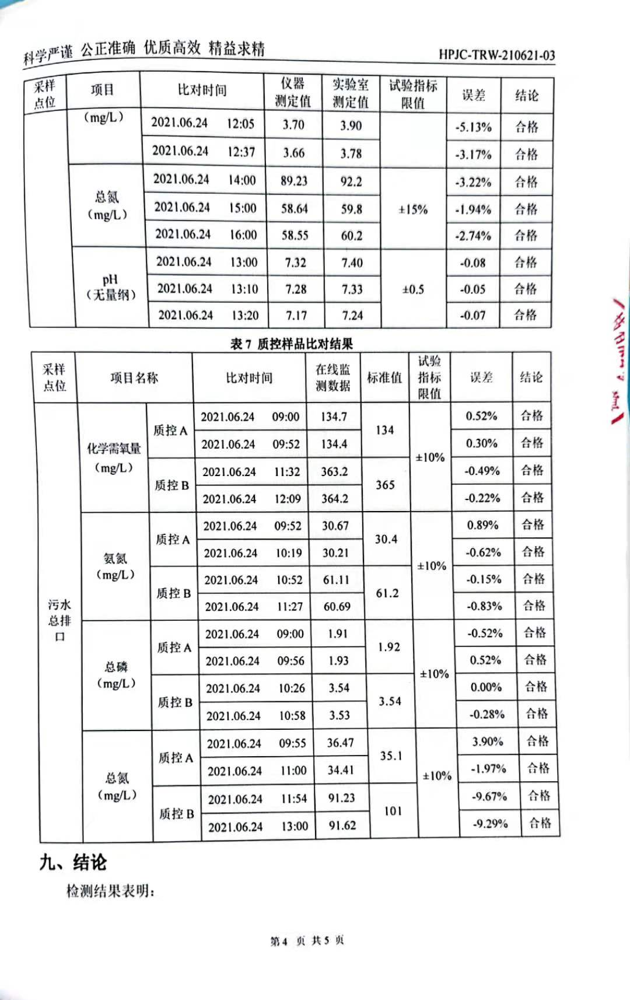 科学严谨 公正准确 优质高效 精益求精 HPJC-TRW-210621-03
采样点位 项目 比对时间 仪器测定值 实验室测定值 试验指标限值 误差 结论
(mg/L) 2021.06.24 12:05 3.70 3.90 -5.13% 合格
2021.06.24 12:37 3.66 3.78 -3.17% 合格
总氮(mg/L) 2021.06.24 14:00 89.23 92.2 ±15% -3.22% 合格
2021.06.24 15:00 58.64 59.8 -1.94% 合格
2021.06.24 16:00 58.55 60.2 -2.74% 合格
pH(无量纲) 2021.06.24 13:00 7.32 7.40 ±0.5 -0.08 合格
2021.06.24 13:10 7.28 7.33 -0.05 合格
2021.06.24 13:20 7.17 7.24 -0.07 合格
表 7 质控样品比对结果
采样点位 项目名称 比对时间 在线监测数据 标准值 试验指标限值 误差 结论
污水总排口 化学需氧量(mg/L) 质控 A 2021.06.24 09:00 134.7 134 ±10% 0.52% 合格
2021.06.24 09:52 134.4 0.30% 合格
质控 B 2021.06.24 11:32 363.2 365 -0.49% 合格
2021.06.24 12:09 364.2 -0.22% 合格
氨氮(mg/L) 质控 A 2021.06.24 09:52 30.67 30.4 ±10% 0.89% 合格
2021.06.24 10:19 30.21 -0.62% 合格
质控 B 2021.06.24 10:52 61.11 61.2 -0.15% 合格
2021.06.24 11:27 60.69 -0.83% 合格
总磷(mg/L) 质控 A 2021.06.24 09:00 1.91 1.92 ±10% -0.52% 合格
2021.06.24 09:56 1.93 0.52% 合格
质控 B 2021.06.24 10:26 3.54 3.54 0.00% 合格
2021.06.24 10:58 3.53 -0.28% 合格
总氮(mg/L) 质控 A 2021.06.24 09:55 36.47 35.1 ±10% 3.90% 合格
2021.06.24 11:00 34.41 -1.97% 合格
质控 B 2021.06.24 11:54 91.23 101 -9.67% 合格
2021.06.24 13:00 91.62 -9.29% 合格
九、结论
检测结果表明:
第 4 页 共 5 页